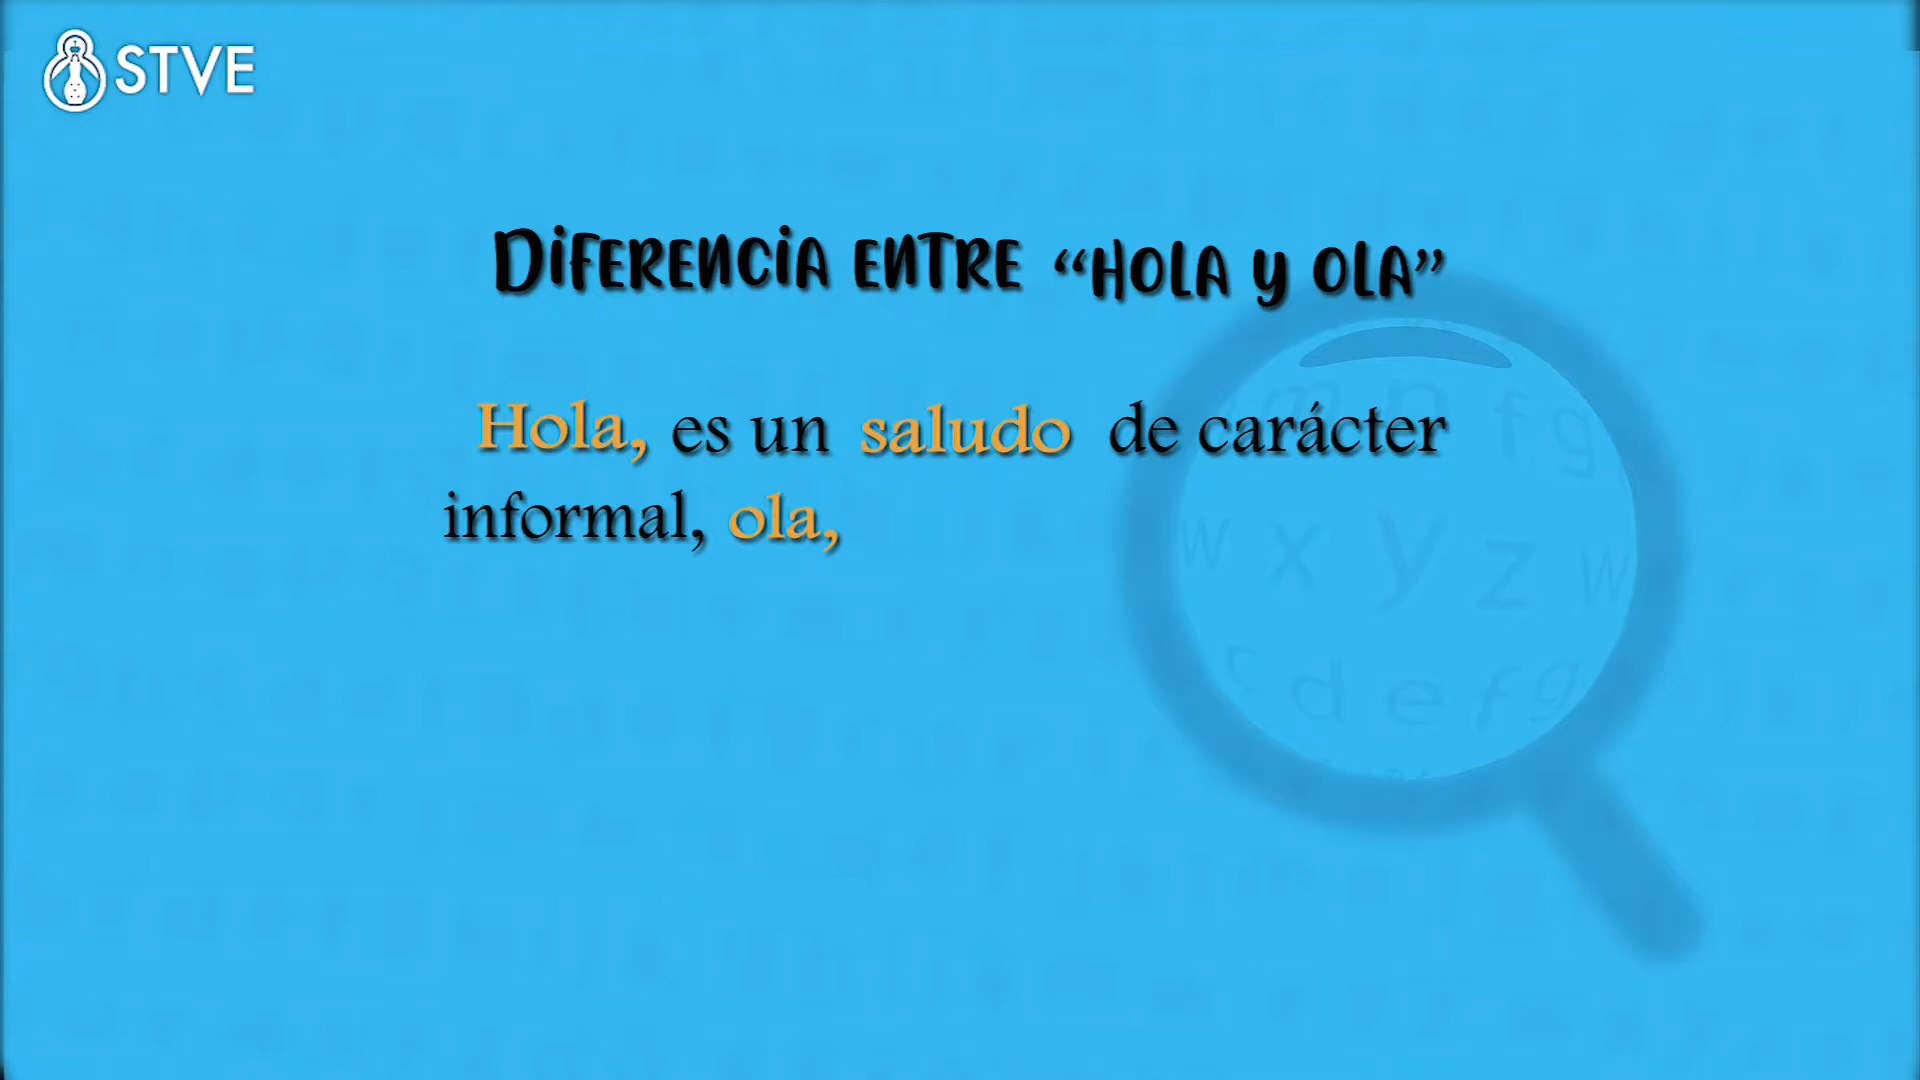 STVE
Diferencia entre “Hola y ola”
Hola, es un saludo de carácter
informal, ola,
m n f g
w x y z w
c d e f g